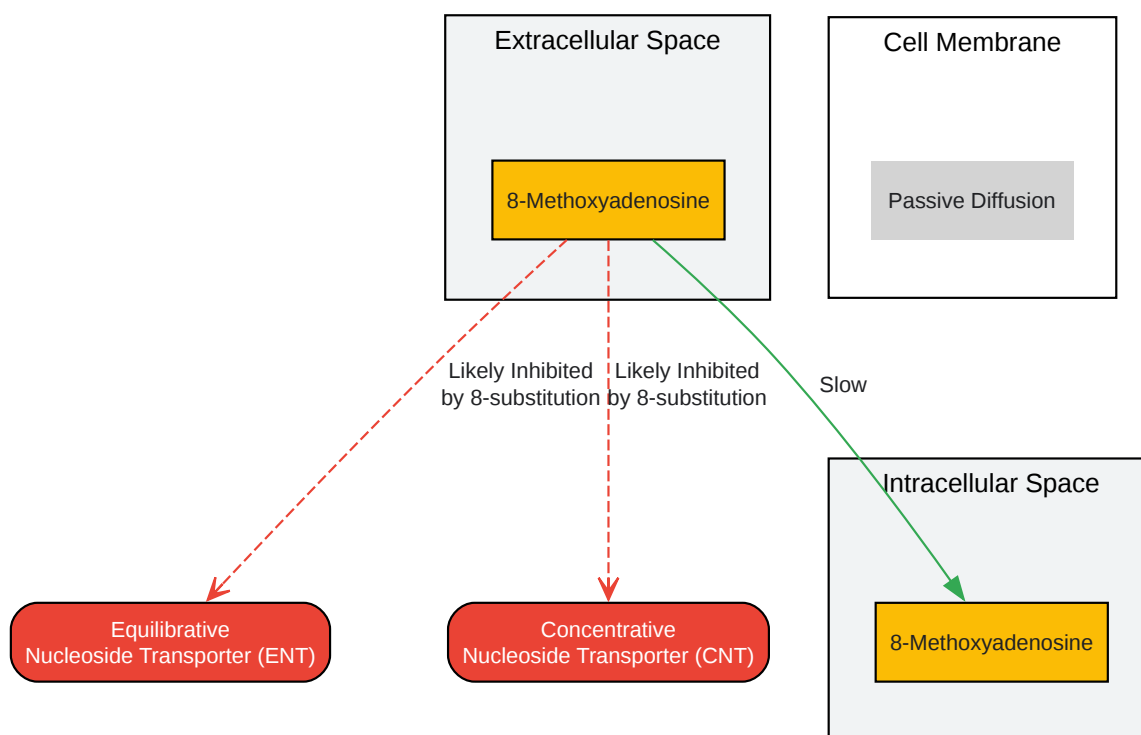 Extracellular Space
Cell Membrane
8-Methoxyadenosine
Passive Diffusion
Likely Inhibited
by 8-substitution
Likely Inhibited
by 8-substitution
Slow
Intracellular Space
Equilibrative
Nucleoside Transporter (ENT)
Concentrative
Nucleoside Transporter (CNT)
8-Methoxyadenosine